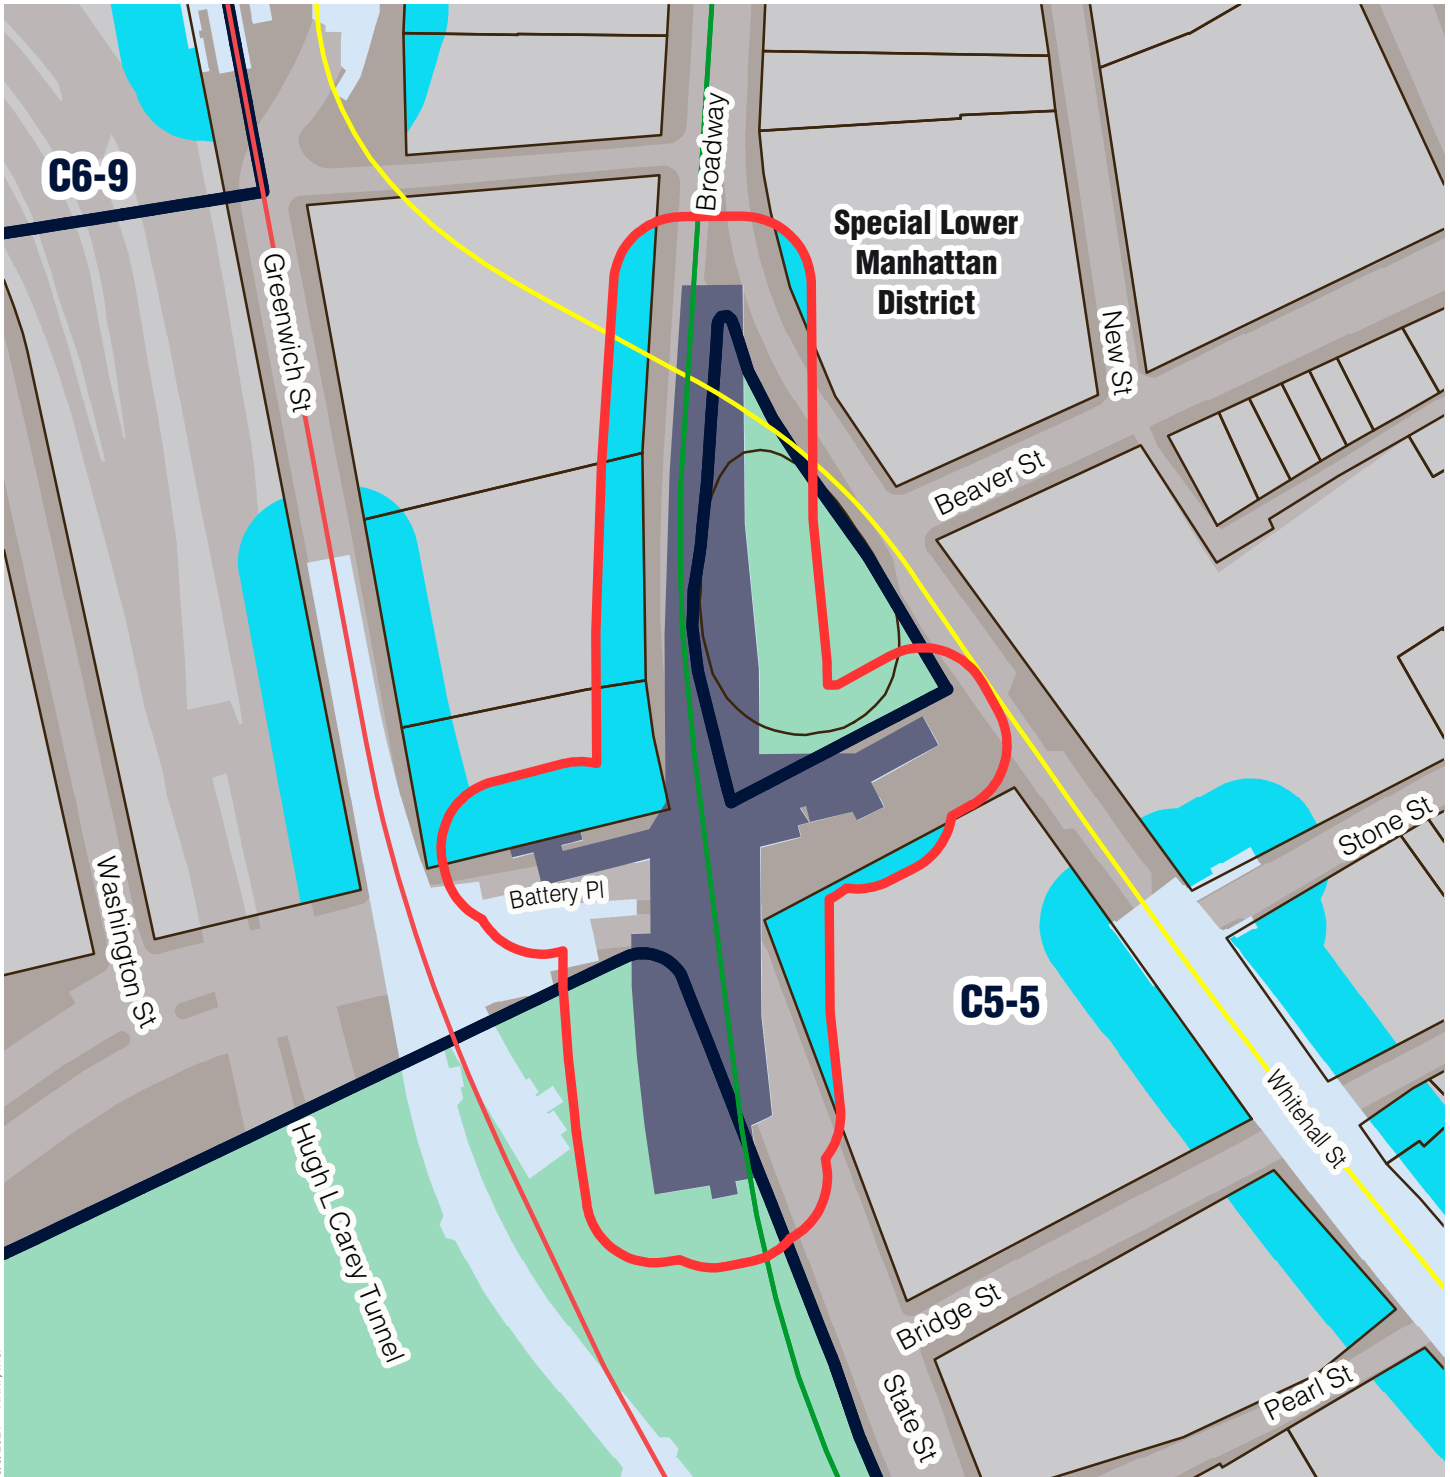 Broadway
C6-9
Special Lower
Manhattan
District
Greenwich St
New St
Beaver St
Stone St
Battery Pl
Washington St
C5-5
Whitehall St
Hugh L Carey Tunnel
Bridge St
Pearl St
State St